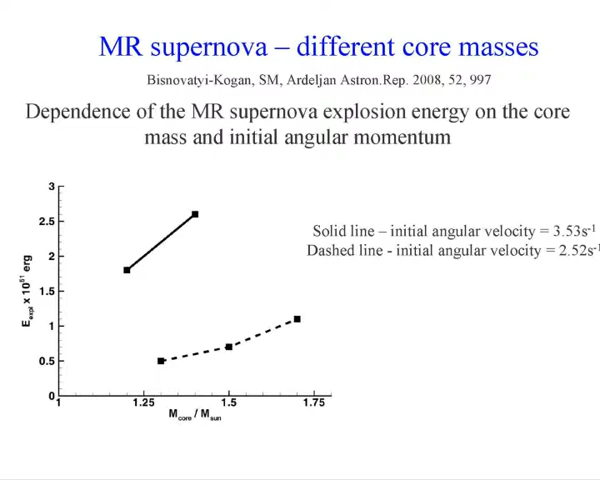 MR supernova – different core masses
Bisnovatyi-Kogan, SM, Ardeljan Astron.Rep. 2008, 52, 997
Dependence of the MR supernova explosion energy on the core
mass and initial angular momentum
Solid line – initial angular velocity = 3.53s⁻¹
Dashed line - initial angular velocity = 2.52s⁻¹
3
2.5
2
1.5
1
0.5
0
E_expl x 10⁵¹ erg
1 1.25 1.5 1.75
M_core / M_sun